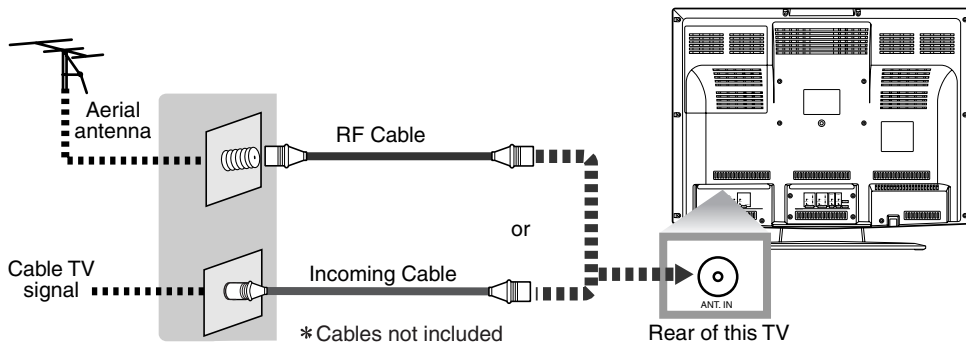 Aerial
antenna
RF Cable
or
Cable TV
signal
Incoming Cable
*Cables not included
ANT. IN
Rear of this TV